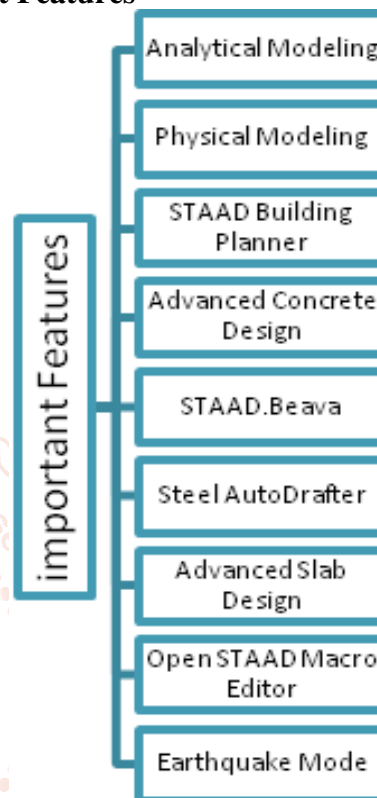 t Features
important Features
Analytical Modeling
Physical Modeling
STAAD Building
Planner
Advanced Concrete
Design
STAAD.Beava
Steel AutoDrafter
Advanced Slab
Design
Open STAAD Macro
Editor
Earthquake Mode